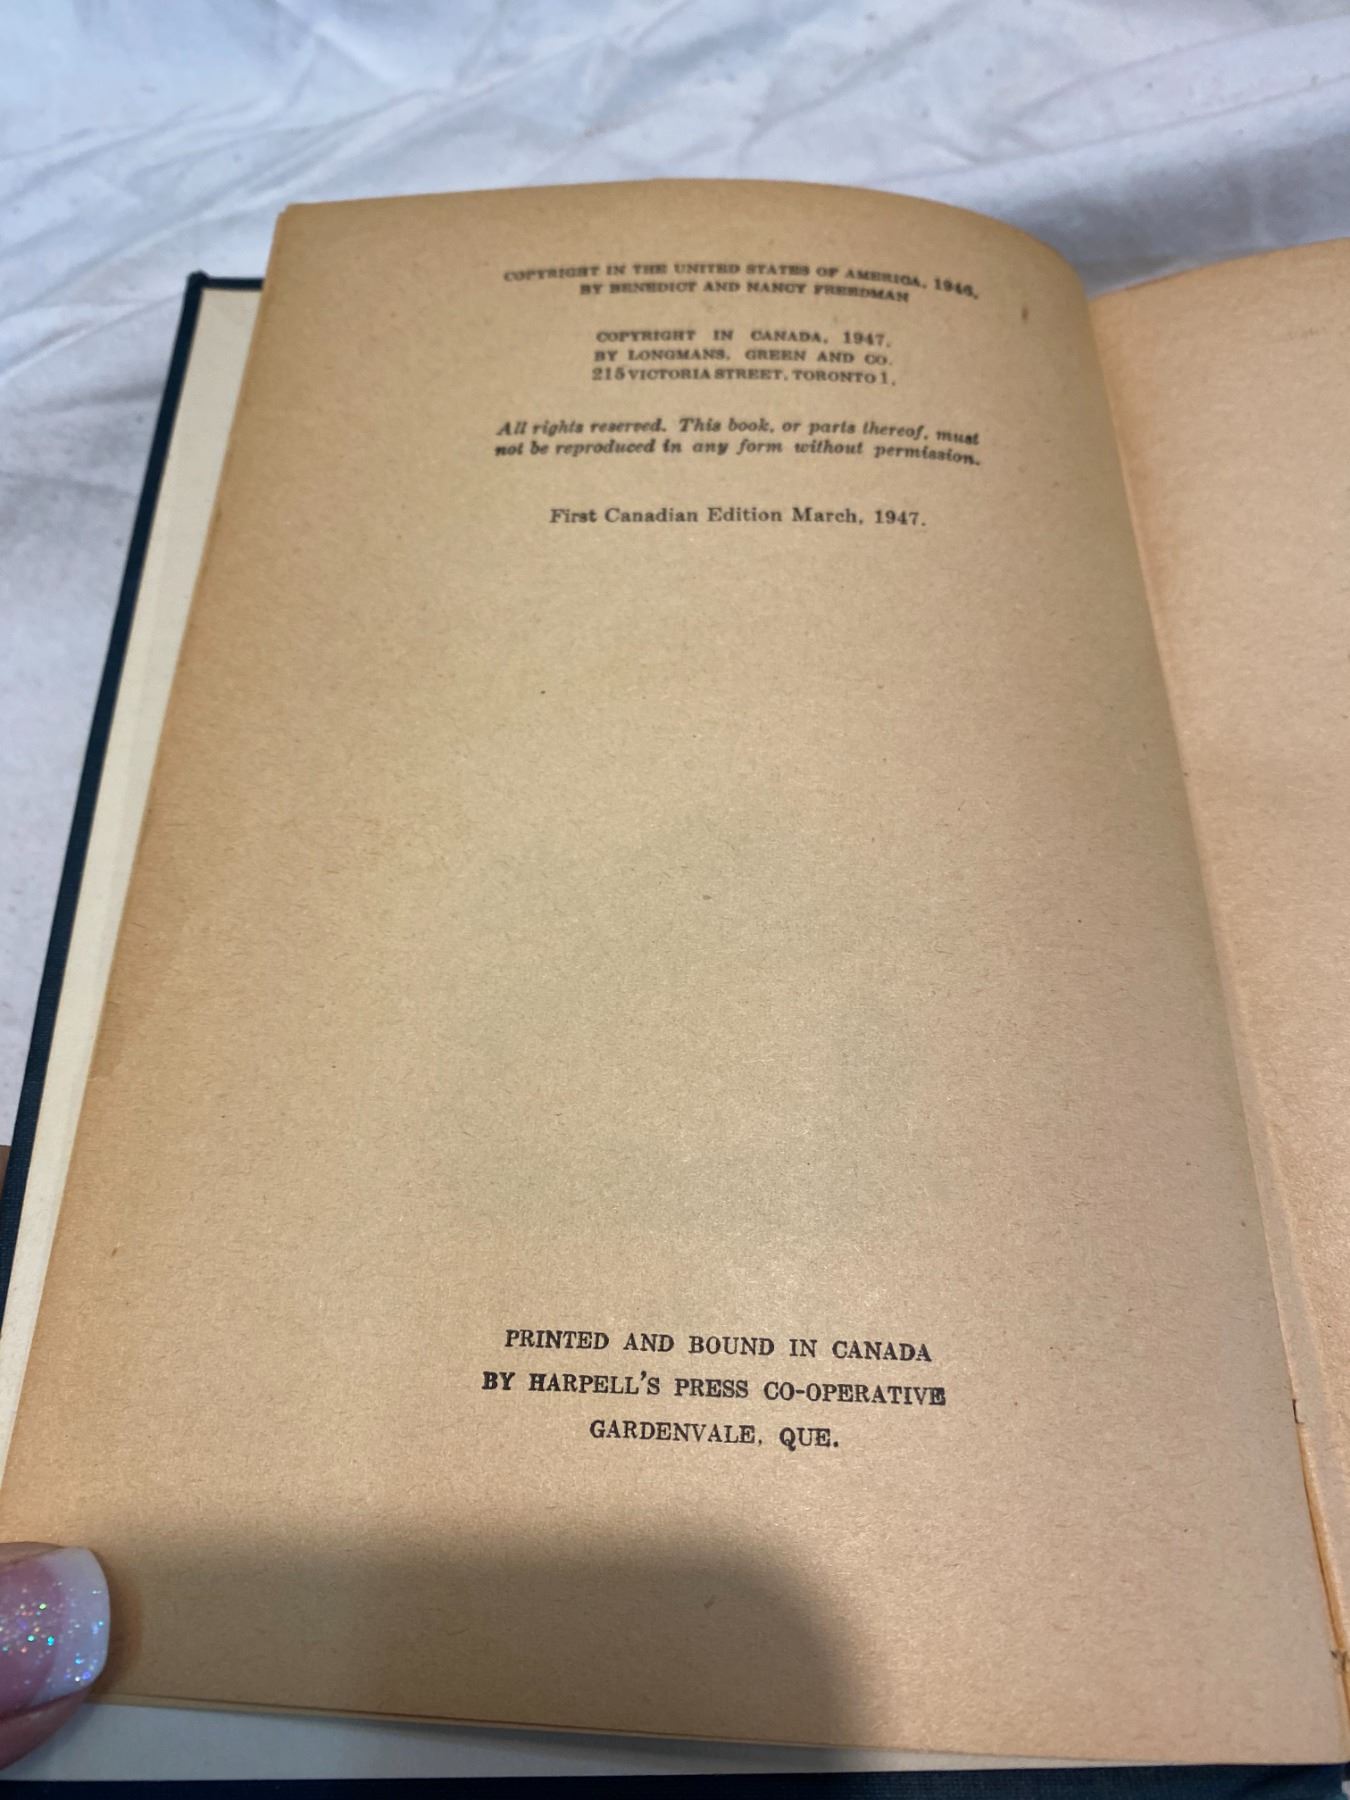 COPYRIGHT IN THE UNITED STATES OF AMERICA, 1946,
BY BENEDICT AND NANCY FREEDMAN
COPYRIGHT IN CANADA, 1947,
BY LONGMANS, GREEN AND CO.
215 VICTORIA STREET, TORONTO 1,
All rights reserved. This book, or parts thereof, must
not be reproduced in any form without permission.
First Canadian Edition March, 1947.
PRINTED AND BOUND IN CANADA
BY HARPELL'S PRESS CO-OPERATIVE
GARDENVALE, QUE.